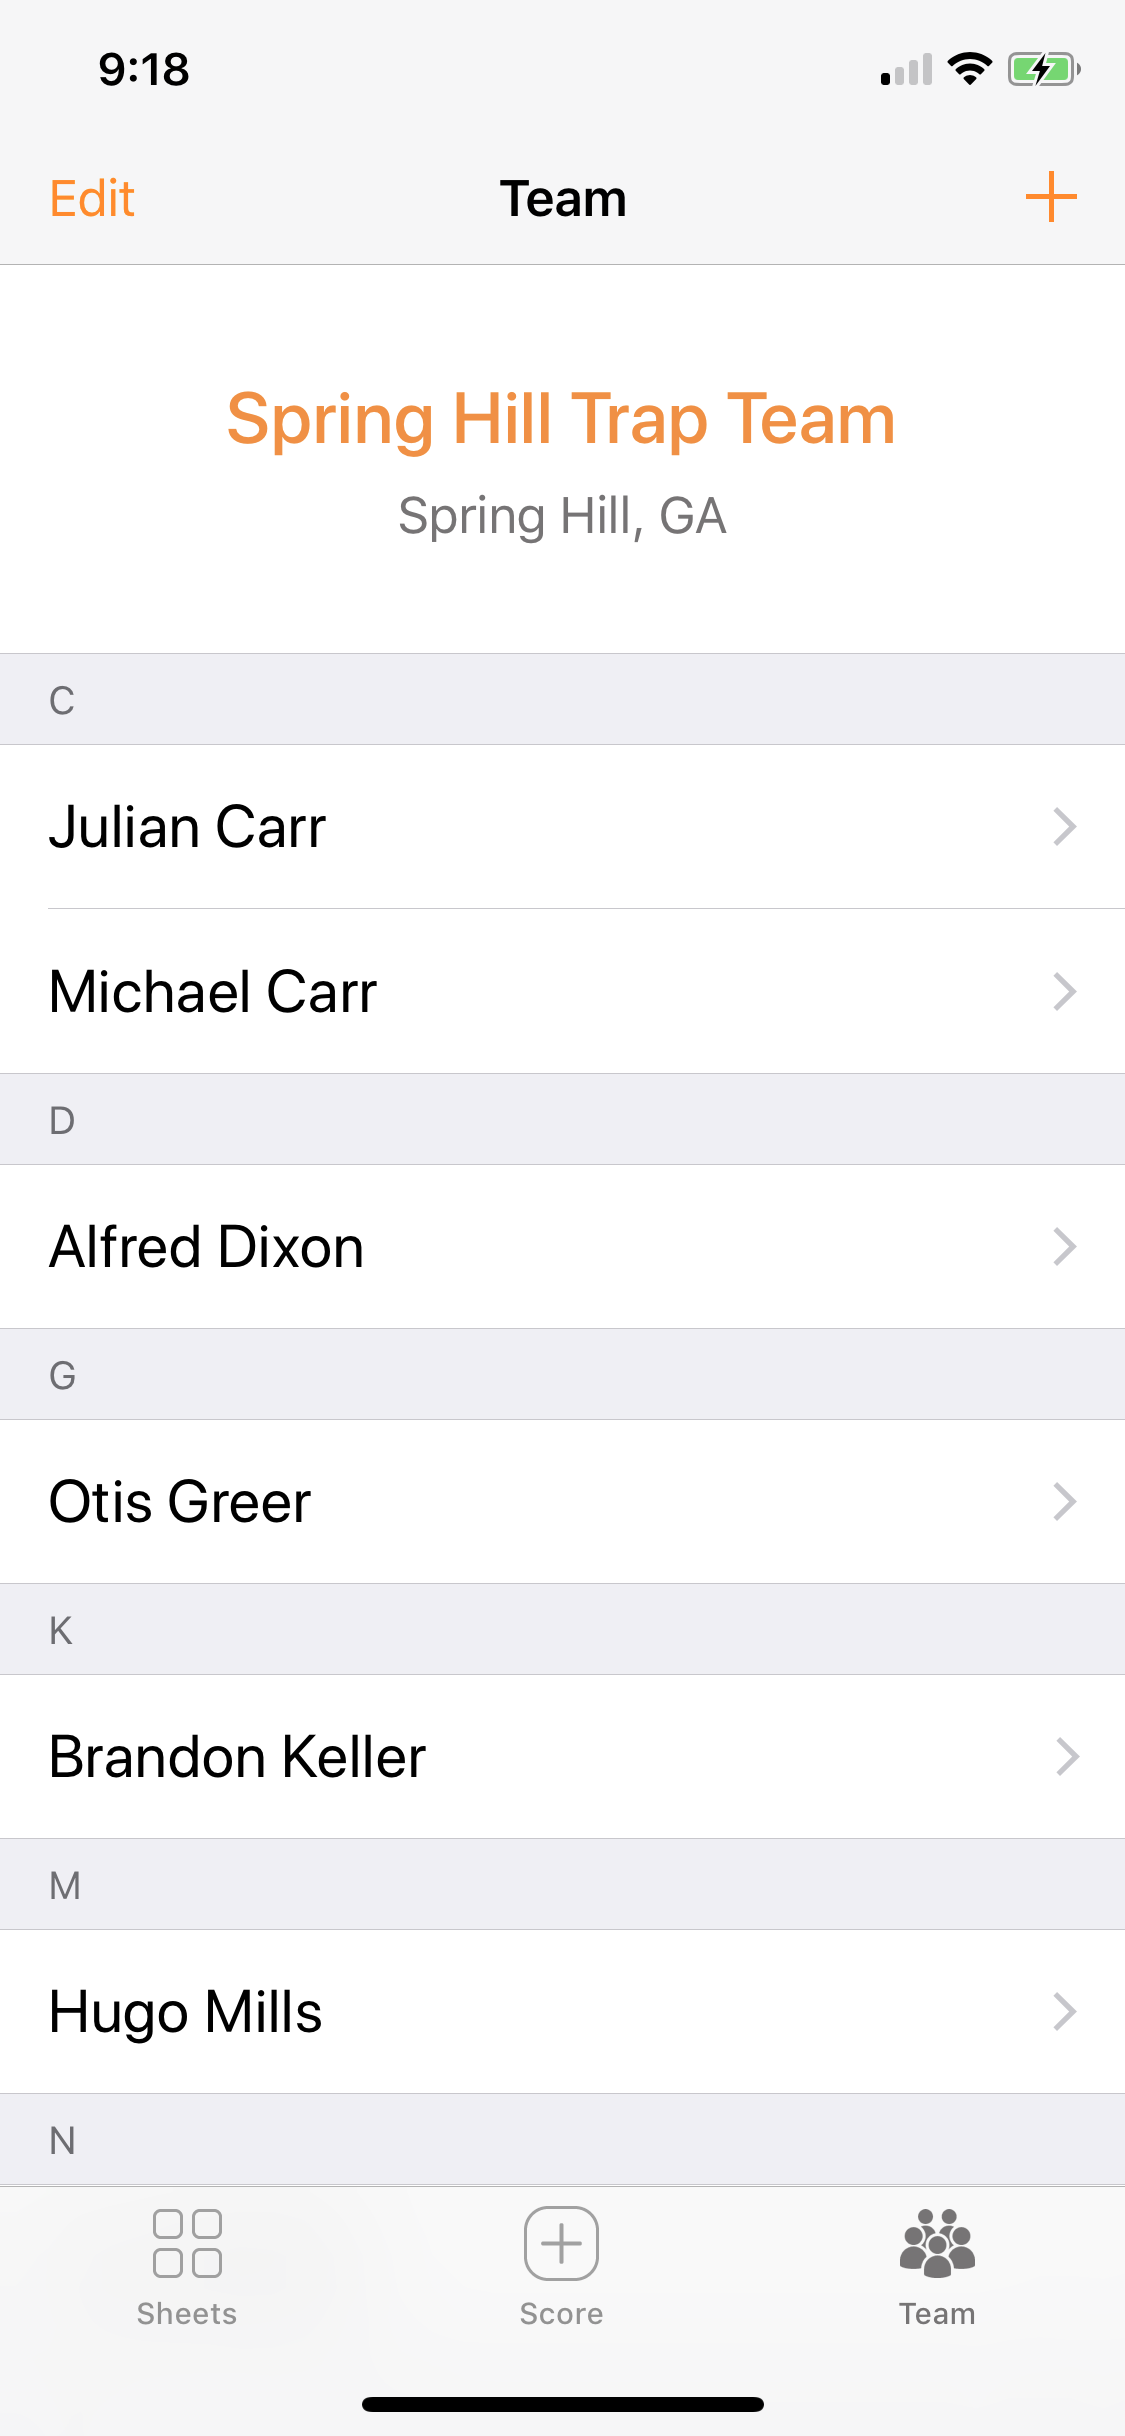 9:18
Edit
Team
Spring Hill Trap Team
Spring Hill, GA
C
Julian Carr
Michael Carr
D
Alfred Dixon
G
Otis Greer
K
Brandon Keller
M
Hugo Mills
N
Sheets
Score
Team